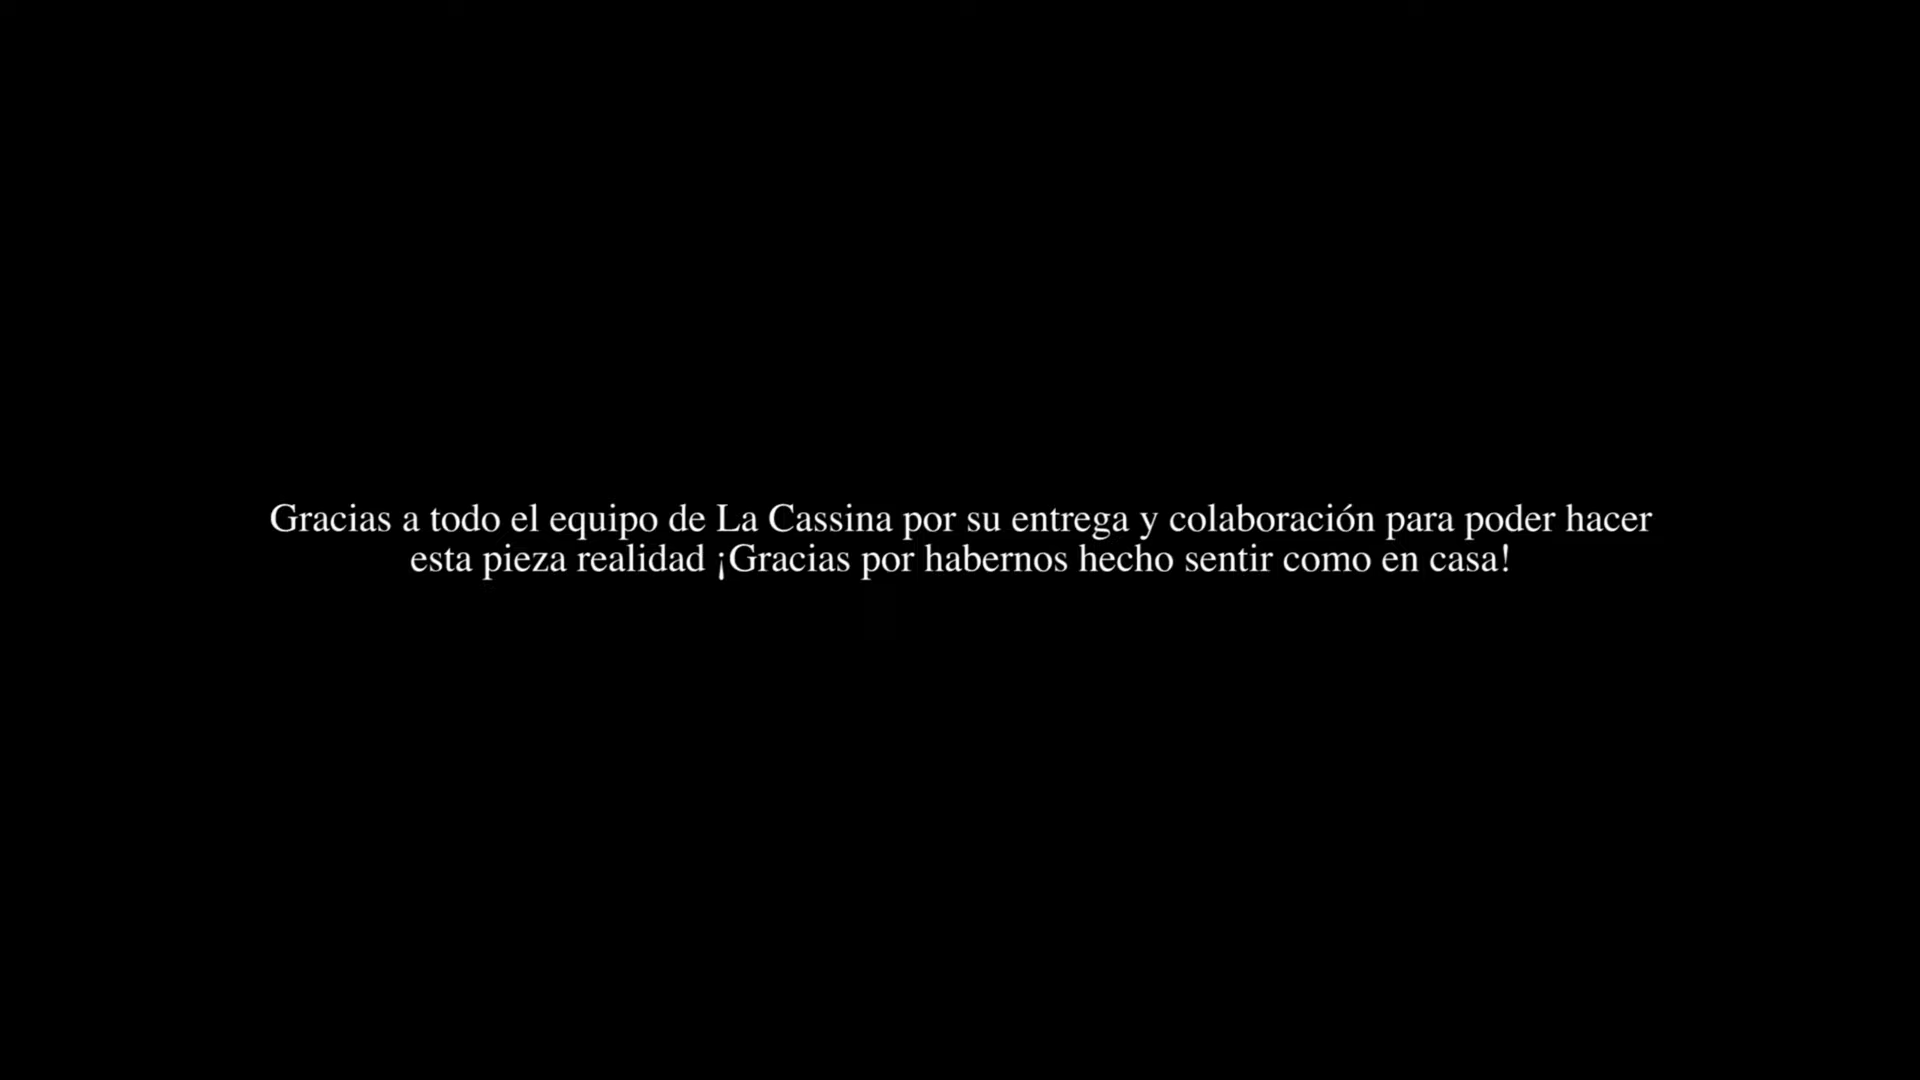 Gracias a todo el equipo de La Cassina por su entrega y colaboración para poder hacer
esta pieza realidad ¡Gracias por habernos hecho sentir como en casa!